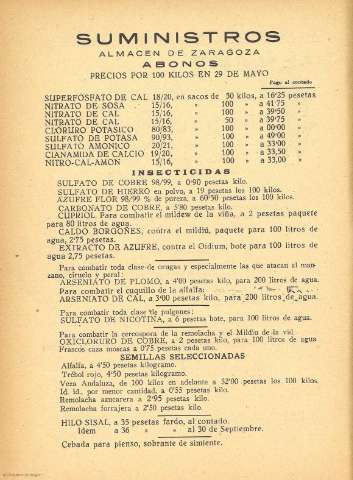 SUMINISTROS
ALMACEN DE ZARAGOZA
ABONOS
PRECIOS POR 100 KILOS EN 29 DE MAYO
Pago al contado
SUPERFOSFATO DE CAL 18/20, en sacos de 50 kilos, a 16'25 pesetas
NITRATO DE SOSA 15/16, » 100 » a 41'75 »
NITRATO DE CAL 15/16, » 100 » a 39'50 »
NITRATO DE CAL 15/16, » 50 » a 39'75 »
CLORURO POTASICO 80/83, » 100 » a 00'00 »
SULFATO DE POTASA 90/93, » 100 » a 00'00 »
SULFATO AMONICO 20/21, » 100 » a 33'00 »
CIANAMIDA DE CALCIO 19/20, » 100 » a 33,50 »
NITRO-CAL-AMON 15/16, » 100 » a 33,00 »
INSECTICIDAS
SULFATO DE COBRE 98/99, a 0'90 pesetas kilo.
SULFATO DE HIERRO en polvo, a 19 pesetas los 100 kilos.
AZUFRE FLOR 98/99 % de pureza, a 60'50 pesetas los 100 kilos.
CARBONATO DE COBRE, a 5'80 pesetas kilo.
CUPRIOL. Para combatir el mildew de la viña, a 2 pesetas paquete
para 80 litros de agua.
CALDO BORGOÑES, contra el mildiú, paquete para 100 litros de
agua, 2'75 pesetas.
EXTRACTO DE AZUFRE, contra el Oidium, bote para 100 litros de
agua 2,75 pesetas.
Para combatir toda clase de orugas y especialmente las que atacan el man-
zano, ciruelo y peral:
ARSENIATO DE PLOMO, a 4'00 pesetas kilo, para 200 litros de agua.
Para combatir el cuquillo de la alfalfa:
ARSENIATO DE CAL, a 3'00 pesetas kilo, para 200 litros de agua.
Para combatir toda clase de pulgones:
SULFATO DE NICOTINA, a 6 pesetas bote, para 100 litros de agua.
Para combatir la cercospora de la remolacha y el Mildio de la vid
OXICLORURO DE COBRE, a 2 pesetas kilo, para 100 litros de agua
Frascos caza moscas a 0'75 pesetas cada uno.
SEMILLAS SELECCIONADAS
Alfalfa, a 4'50 pesetas kilogramo.
Trébol rojo, 4'50 pesetas kilogramo.
Veza Andaluza, de 100 kilos en adelante a 52'00 pesetas los 100 kilos.
Id. id. por menor cantidad, a 0'55 pesetas kilo.
Remolacha azucarera a 2'95 pesetas kilo.
Remolacha forrajera a 2'50 pesetas kilo.
HILO SISAL, a 35 pesetas fardo, al contado.
Idem a 36 » » al 30 de Septiembre.
Cebada para pienso, sobrante de simiente.